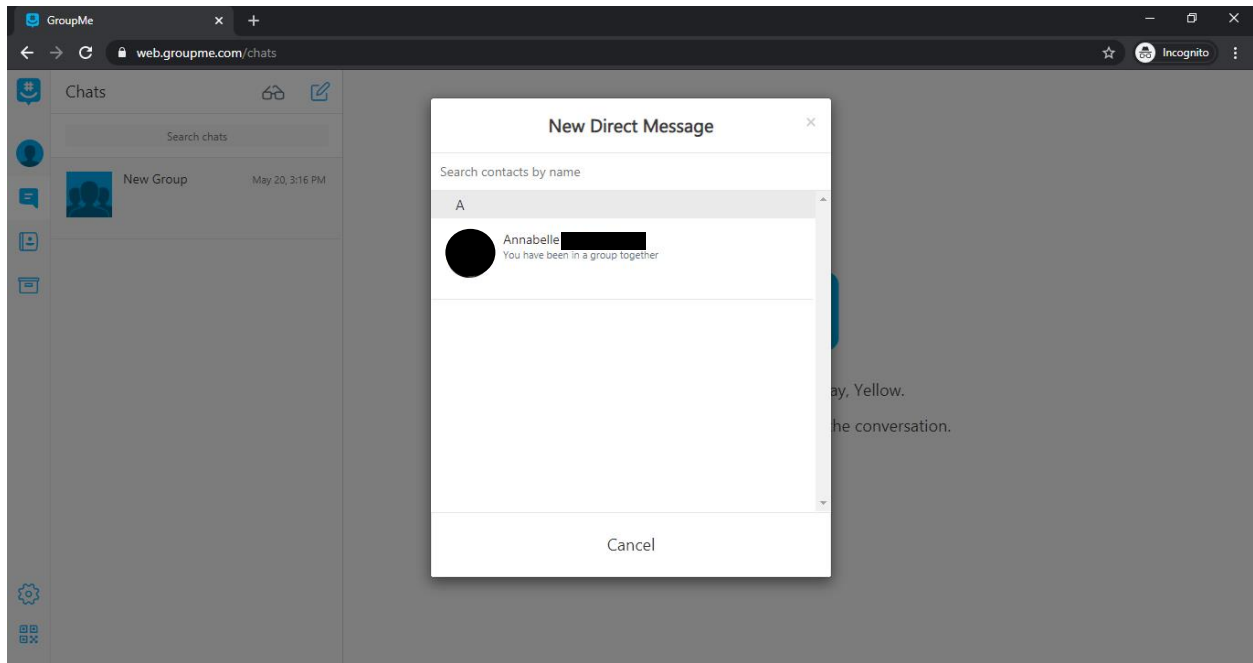 GroupMe
web.groupme.com/chats
Incognito
Chats
Search chats
New Group
May 20, 3:16 PM
New Direct Message
Search contacts by name
A
Annabelle
You have been in a group together
Cancel
ay, Yellow.
he conversation.